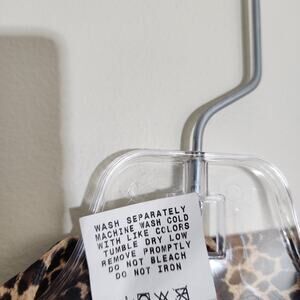 WASH SEPARATELY
MACHINE WASH COLD
WITH LIKE COLORS
TUMBLE DRY LOW
REMOVE PROMPTLY
DO NOT BLEACH
DO NOT IRON